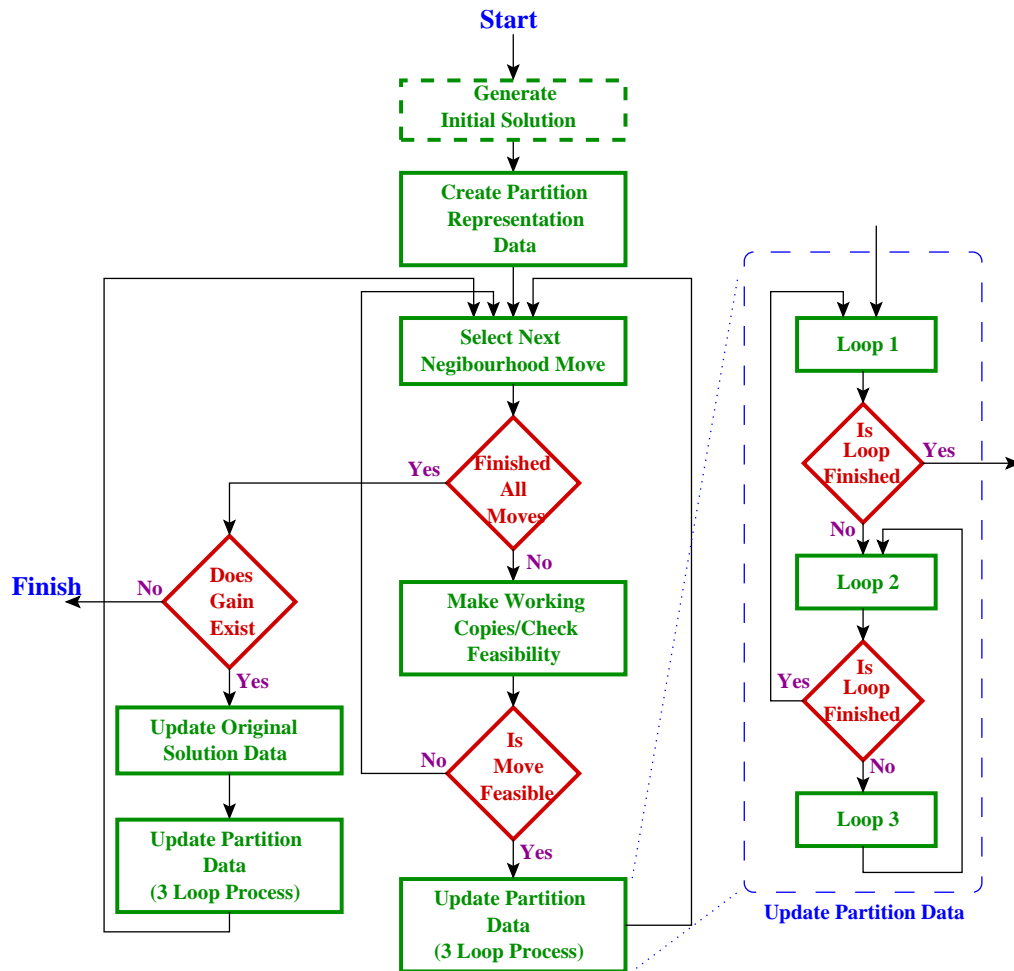 Start
Generate
Initial Solution
Create Partition
Representation
Data
Select Next
Negibourhood Move
Finished
All
Moves
Yes
No
Does
Gain
Exist
No
Finish
Yes
Update Original
Solution Data
Update Partition
Data
(3 Loop Process)
Make Working
Copies/Check
Feasibility
Is
Move
Feasible
No
Yes
Update Partition
Data
(3 Loop Process)
Loop 1
Is
Loop
Finished
Yes
No
Loop 2
Is
Loop
Finished
Yes
No
Loop 3
Update Partition Data